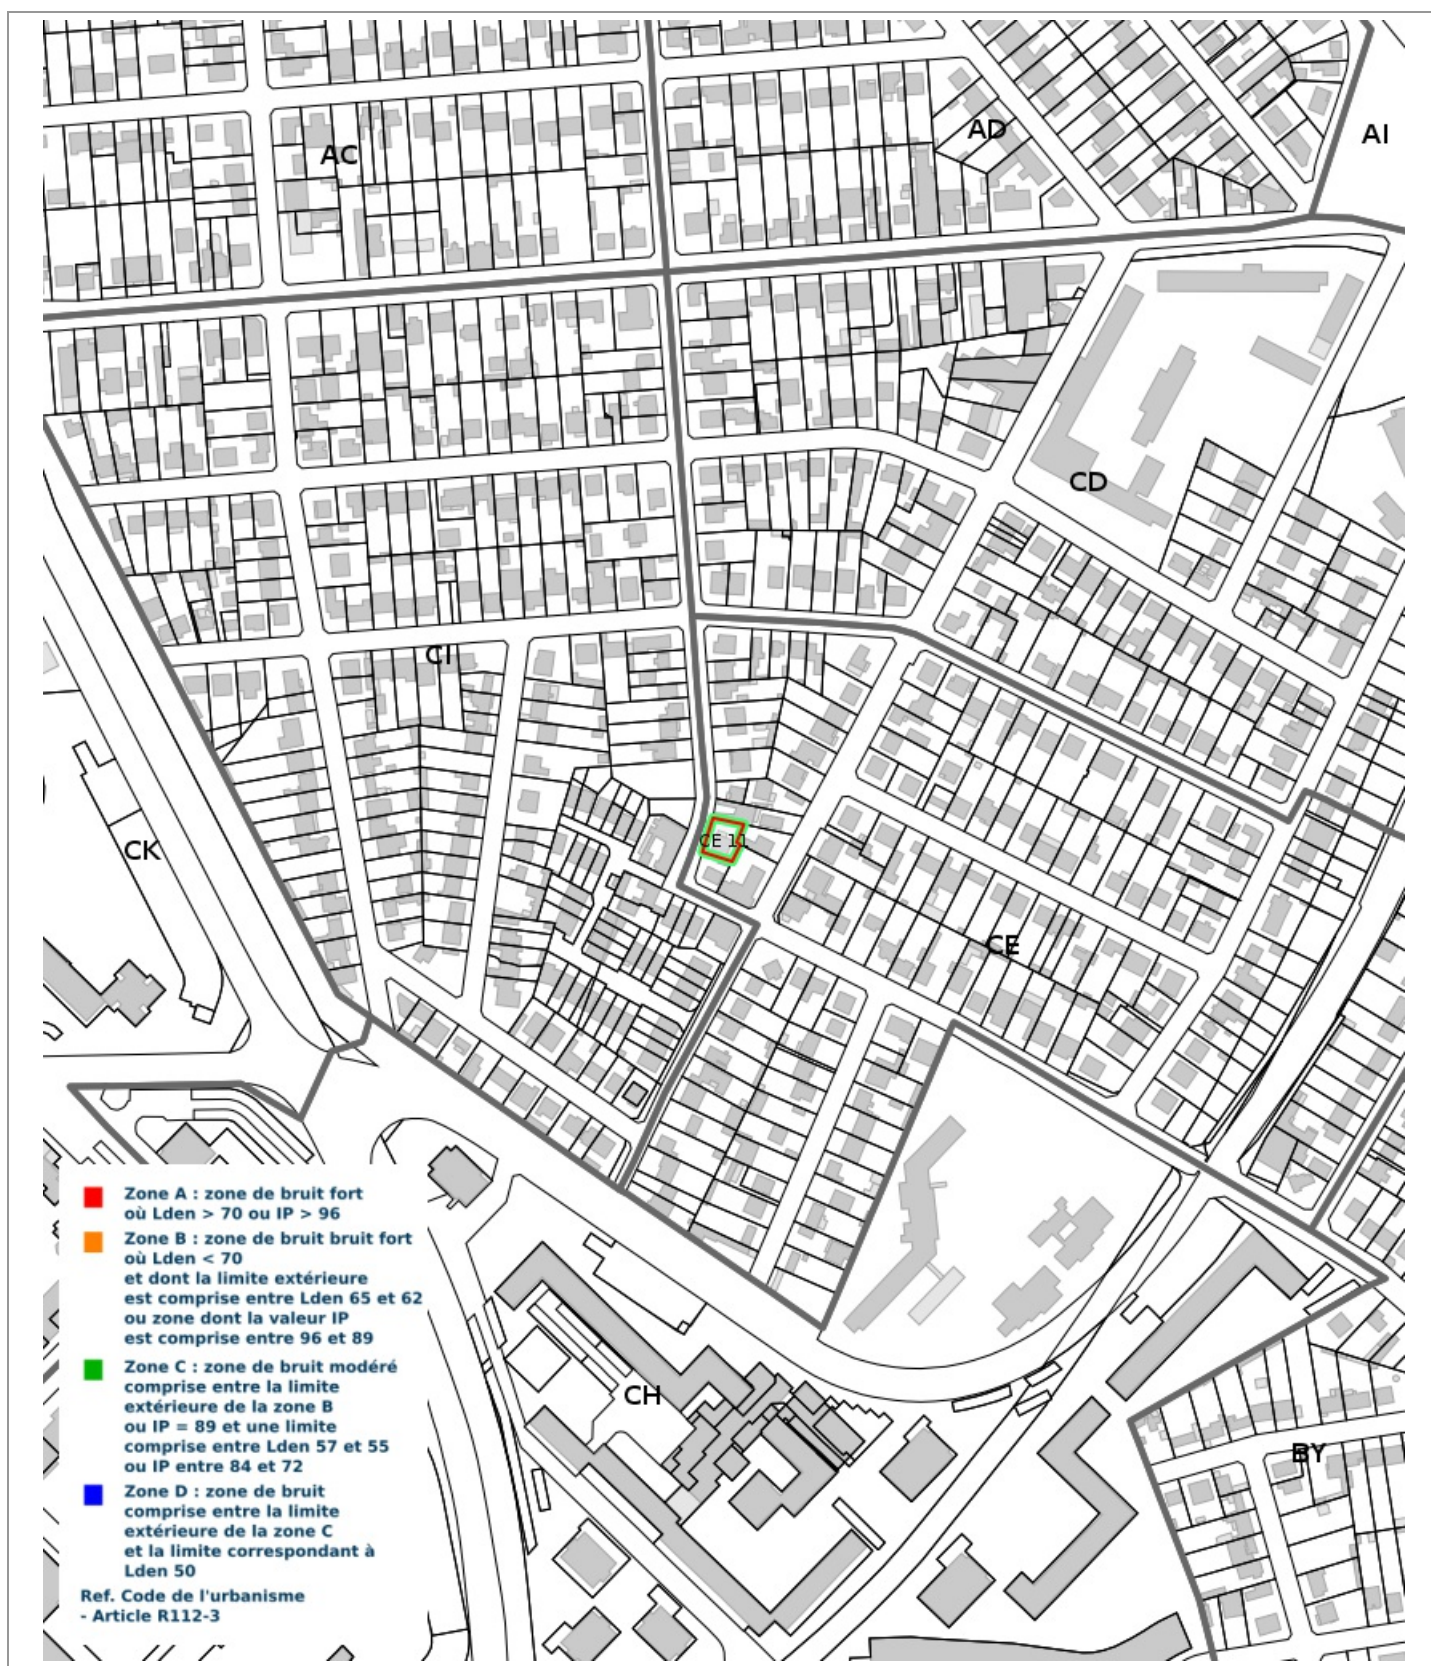 AC
AD
AI
CD
CI
CK
CE 11
CE
Zone A : zone de bruit fort
où Lden > 70 ou IP > 96
Zone B : zone de bruit bruit fort
où Lden < 70
et dont la limite extérieure
est comprise entre Lden 65 et 62
ou zone dont la valeur IP
est comprise entre 96 et 89
Zone C : zone de bruit modéré
comprise entre la limite
extérieure de la zone B
ou IP = 89 et une limite
comprise entre Lden 57 et 55
ou IP entre 84 et 72
Zone D : zone de bruit
comprise entre la limite
extérieure de la zone C
et la limite correspondant à
Lden 50
Ref. Code de l'urbanisme
- Article R112-3
CH
BY